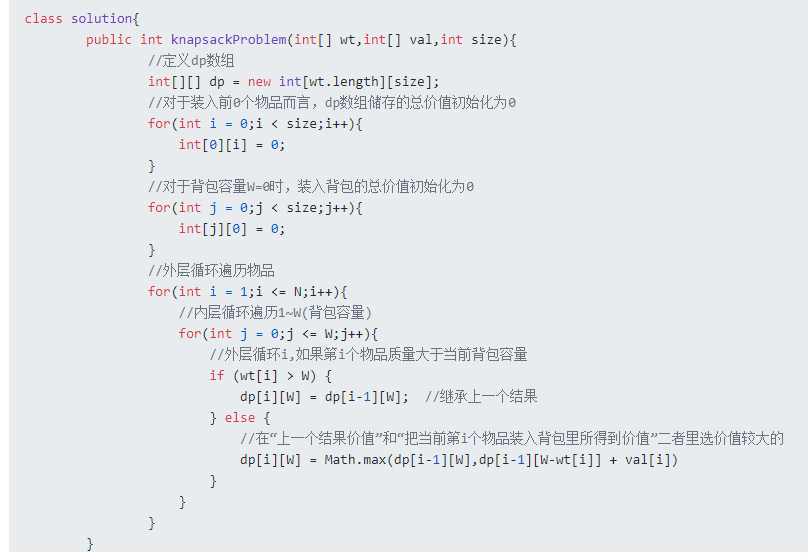 class solution{
public int knapsackProblem(int[] wt,int[] val,int size){
//定义dp数组
int[][] dp = new int[wt.length][size];
//对于装入前0个物品而言，dp数组储存的总价值初始化为0
for(int i = 0;i < size;i++){
int[0][i] = 0;
}
//对于背包容量W=0时，装入背包的总价值初始化为0
for(int j = 0;j < size;j++){
int[j][0] = 0;
}
//外层循环遍历物品
for(int i = 1;i <= N;i++){
//内层循环遍历1~W(背包容量)
for(int j = 0;j <= W;j++){
//外层循环i,如果第i个物品质量大于当前背包容量
if (wt[i] > W) {
dp[i][W] = dp[i-1][W];  //继承上一个结果
} else {
//在“上一个结果价值”和“把当前第i个物品装入背包里所得到价值”二者里选价值较大的
dp[i][W] = Math.max(dp[i-1][W],dp[i-1][W-wt[i]] + val[i])
}
}
}
}